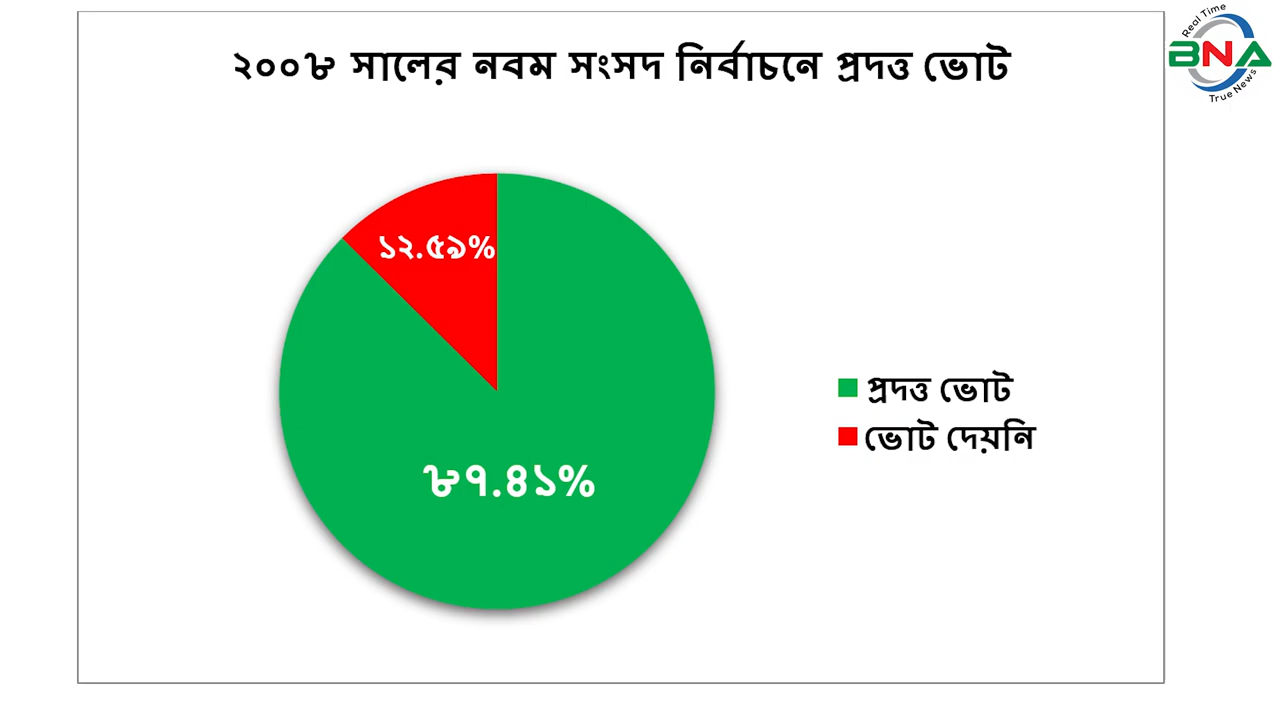 ২০০৮ সালের নবম সংসদ নির্বাচনে প্রদত্ত ভোট
Real Time
BNA
True News
১২.৫৯%
প্রদত্ত ভোট
ভোট দেয়নি
৮৭.৪১%